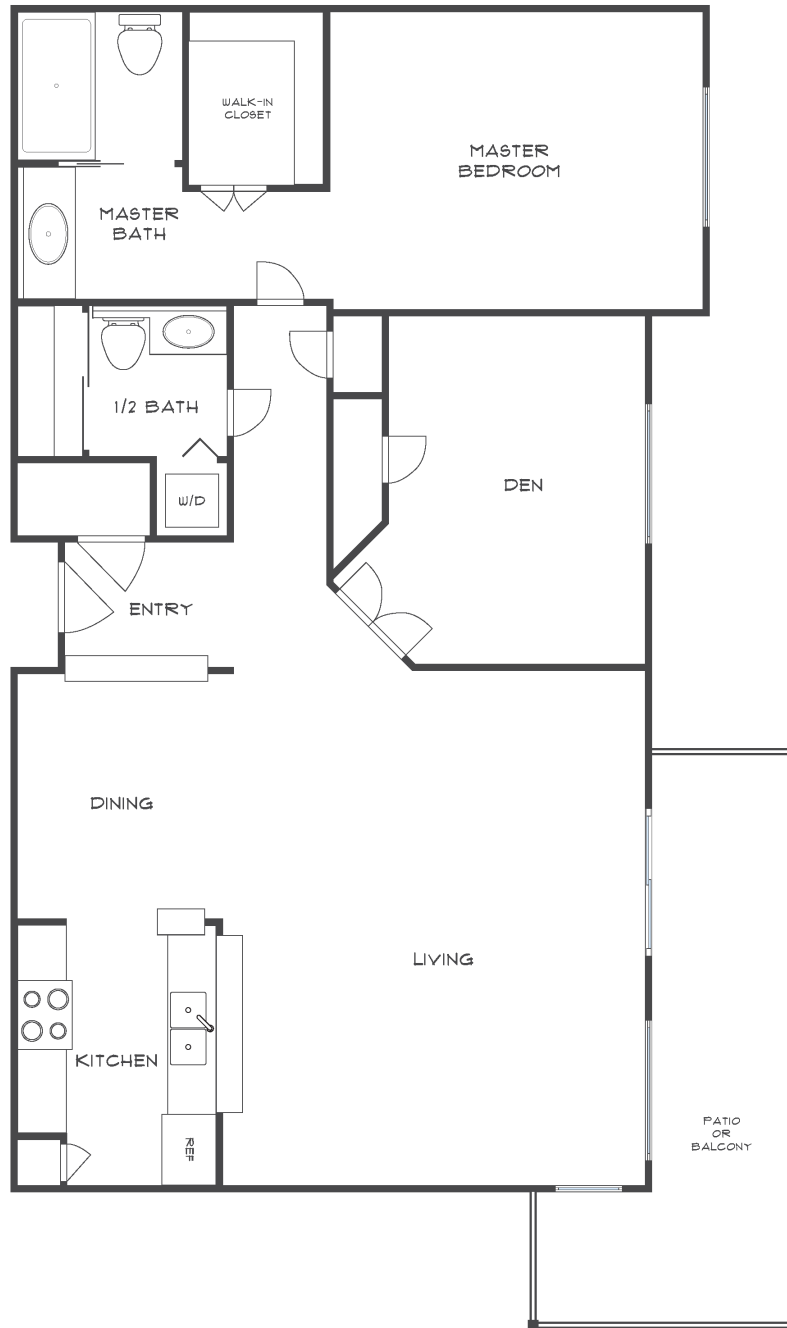 WALK-IN
CLOSET
MASTER
BEDROOM
MASTER
BATH
1/2 BATH
DEN
W/D
ENTRY
DINING
LIVING
KITCHEN
PATIO
OR
BALCONY
REF